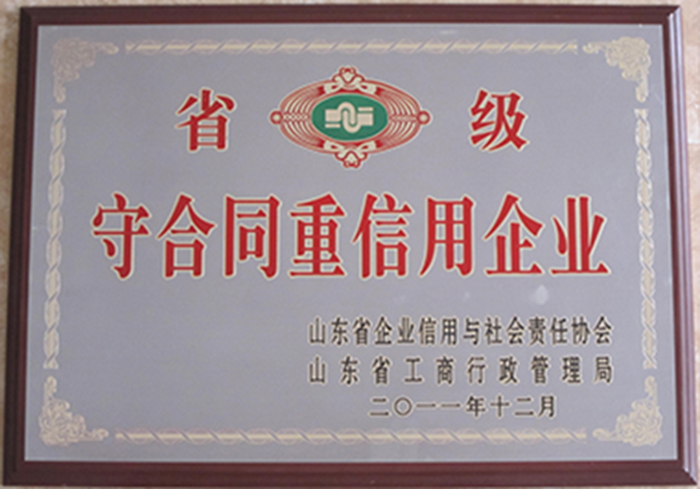 省 级
守合同重信用企业
山东省企业信用与社会责任协会
山东省工商行政管理局
二〇一一年十二月